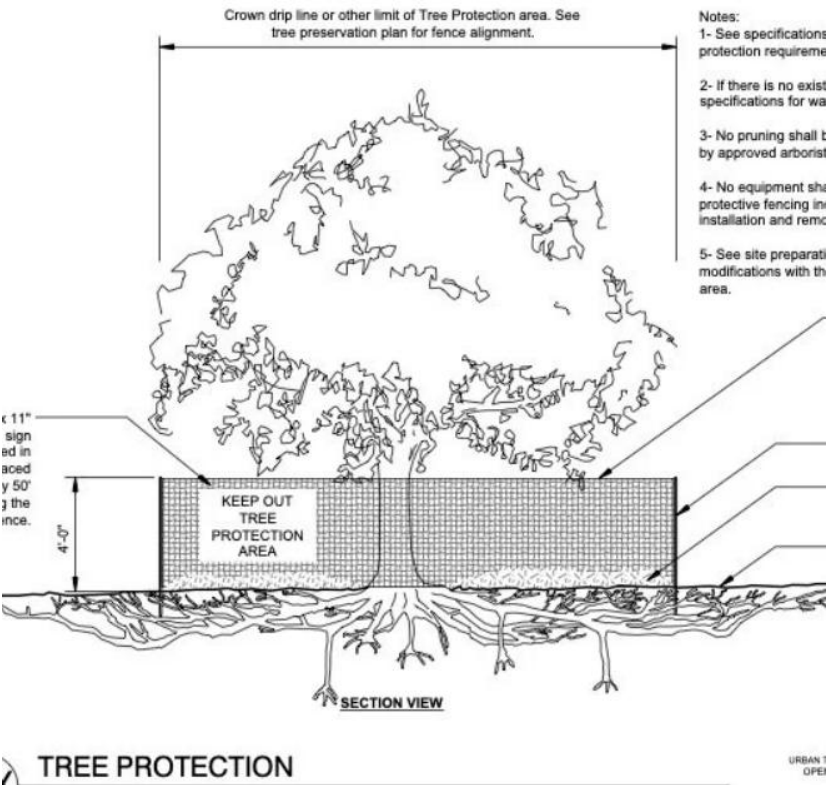 Crown drip line or other limit of Tree Protection area. See
tree preservation plan for fence alignment.
Notes:
1- See specifications
protection requireme
2- If there is no exist
specifications for wa
3- No pruning shall b
by approved arborist
4- No equipment sha
protective fencing inc
installation and remo
5- See site preparati
modifications with th
area.
x 11"
sign
ed in
aced
y 50'
g the
ence.
4'-0"
KEEP OUT
TREE
PROTECTION
AREA
SECTION VIEW
TREE PROTECTION
URBAN T
OPEN